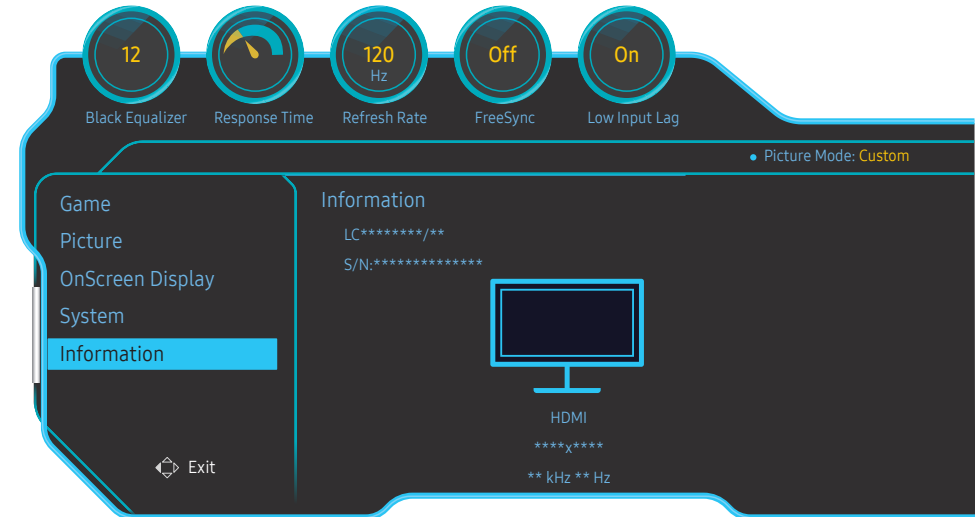 12
120
Hz
Off
On
Black Equalizer
Response Time
Refresh Rate
FreeSync
Low Input Lag
Picture Mode: Custom
Game
Picture
OnScreen Display
System
Information
Exit
Information
LC********/**
S/N:**************
HDMI
****x****
** kHz ** Hz